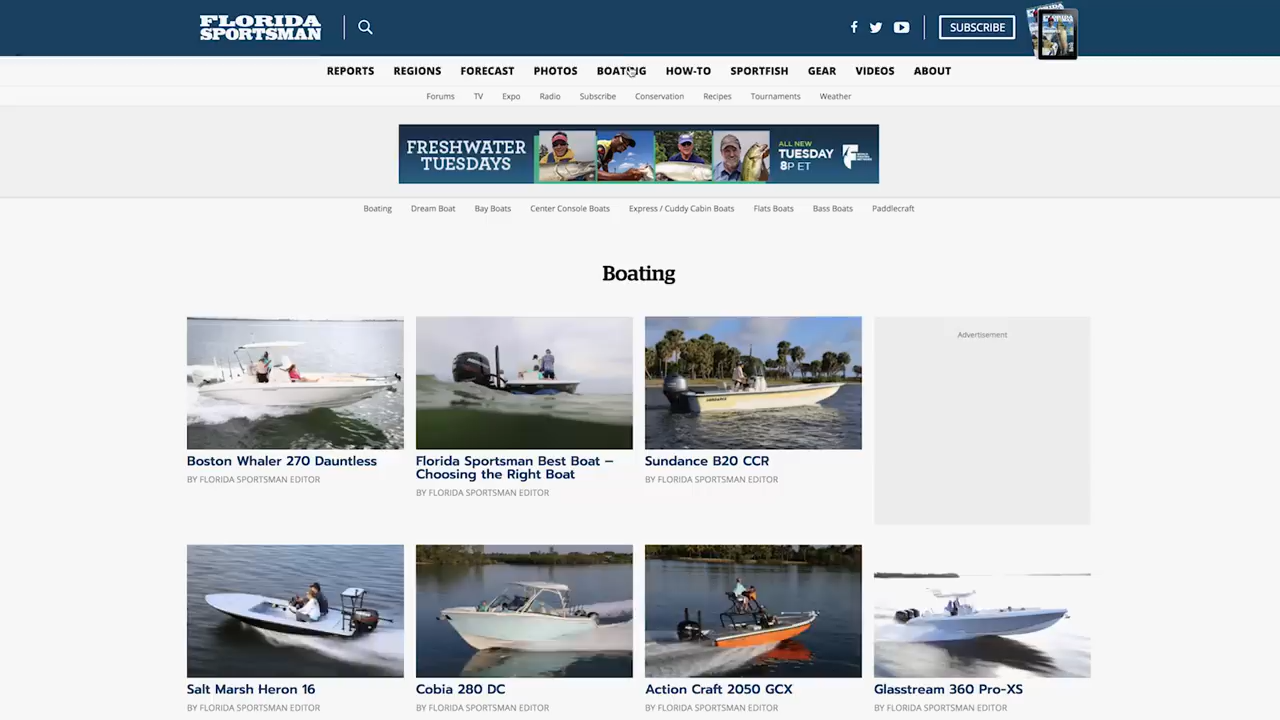 FLORIDA
SPORTSMAN
SUBSCRIBE
REPORTS REGIONS FORECAST PHOTOS BOATING HOW-TO SPORTFISH GEAR VIDEOS ABOUT
Forums TV Expo Radio Subscribe Conservation Recipes Tournaments Weather
FRESHWATER
TUESDAYS
ALL NEW
TUESDAY
8P ET
Boating Dream Boat Bay Boats Center Console Boats Express / Cuddy Cabin Boats Flats Boats Bass Boats Paddlecraft
Boating
Advertisement
Boston Whaler 270 Dauntless
BY FLORIDA SPORTSMAN EDITOR
Florida Sportsman Best Boat –
Choosing the Right Boat
BY FLORIDA SPORTSMAN EDITOR
Sundance B20 CCR
BY FLORIDA SPORTSMAN EDITOR
Salt Marsh Heron 16
BY FLORIDA SPORTSMAN EDITOR
Cobia 280 DC
BY FLORIDA SPORTSMAN EDITOR
Action Craft 2050 GCX
BY FLORIDA SPORTSMAN EDITOR
Glasstream 360 Pro-XS
BY FLORIDA SPORTSMAN EDITOR